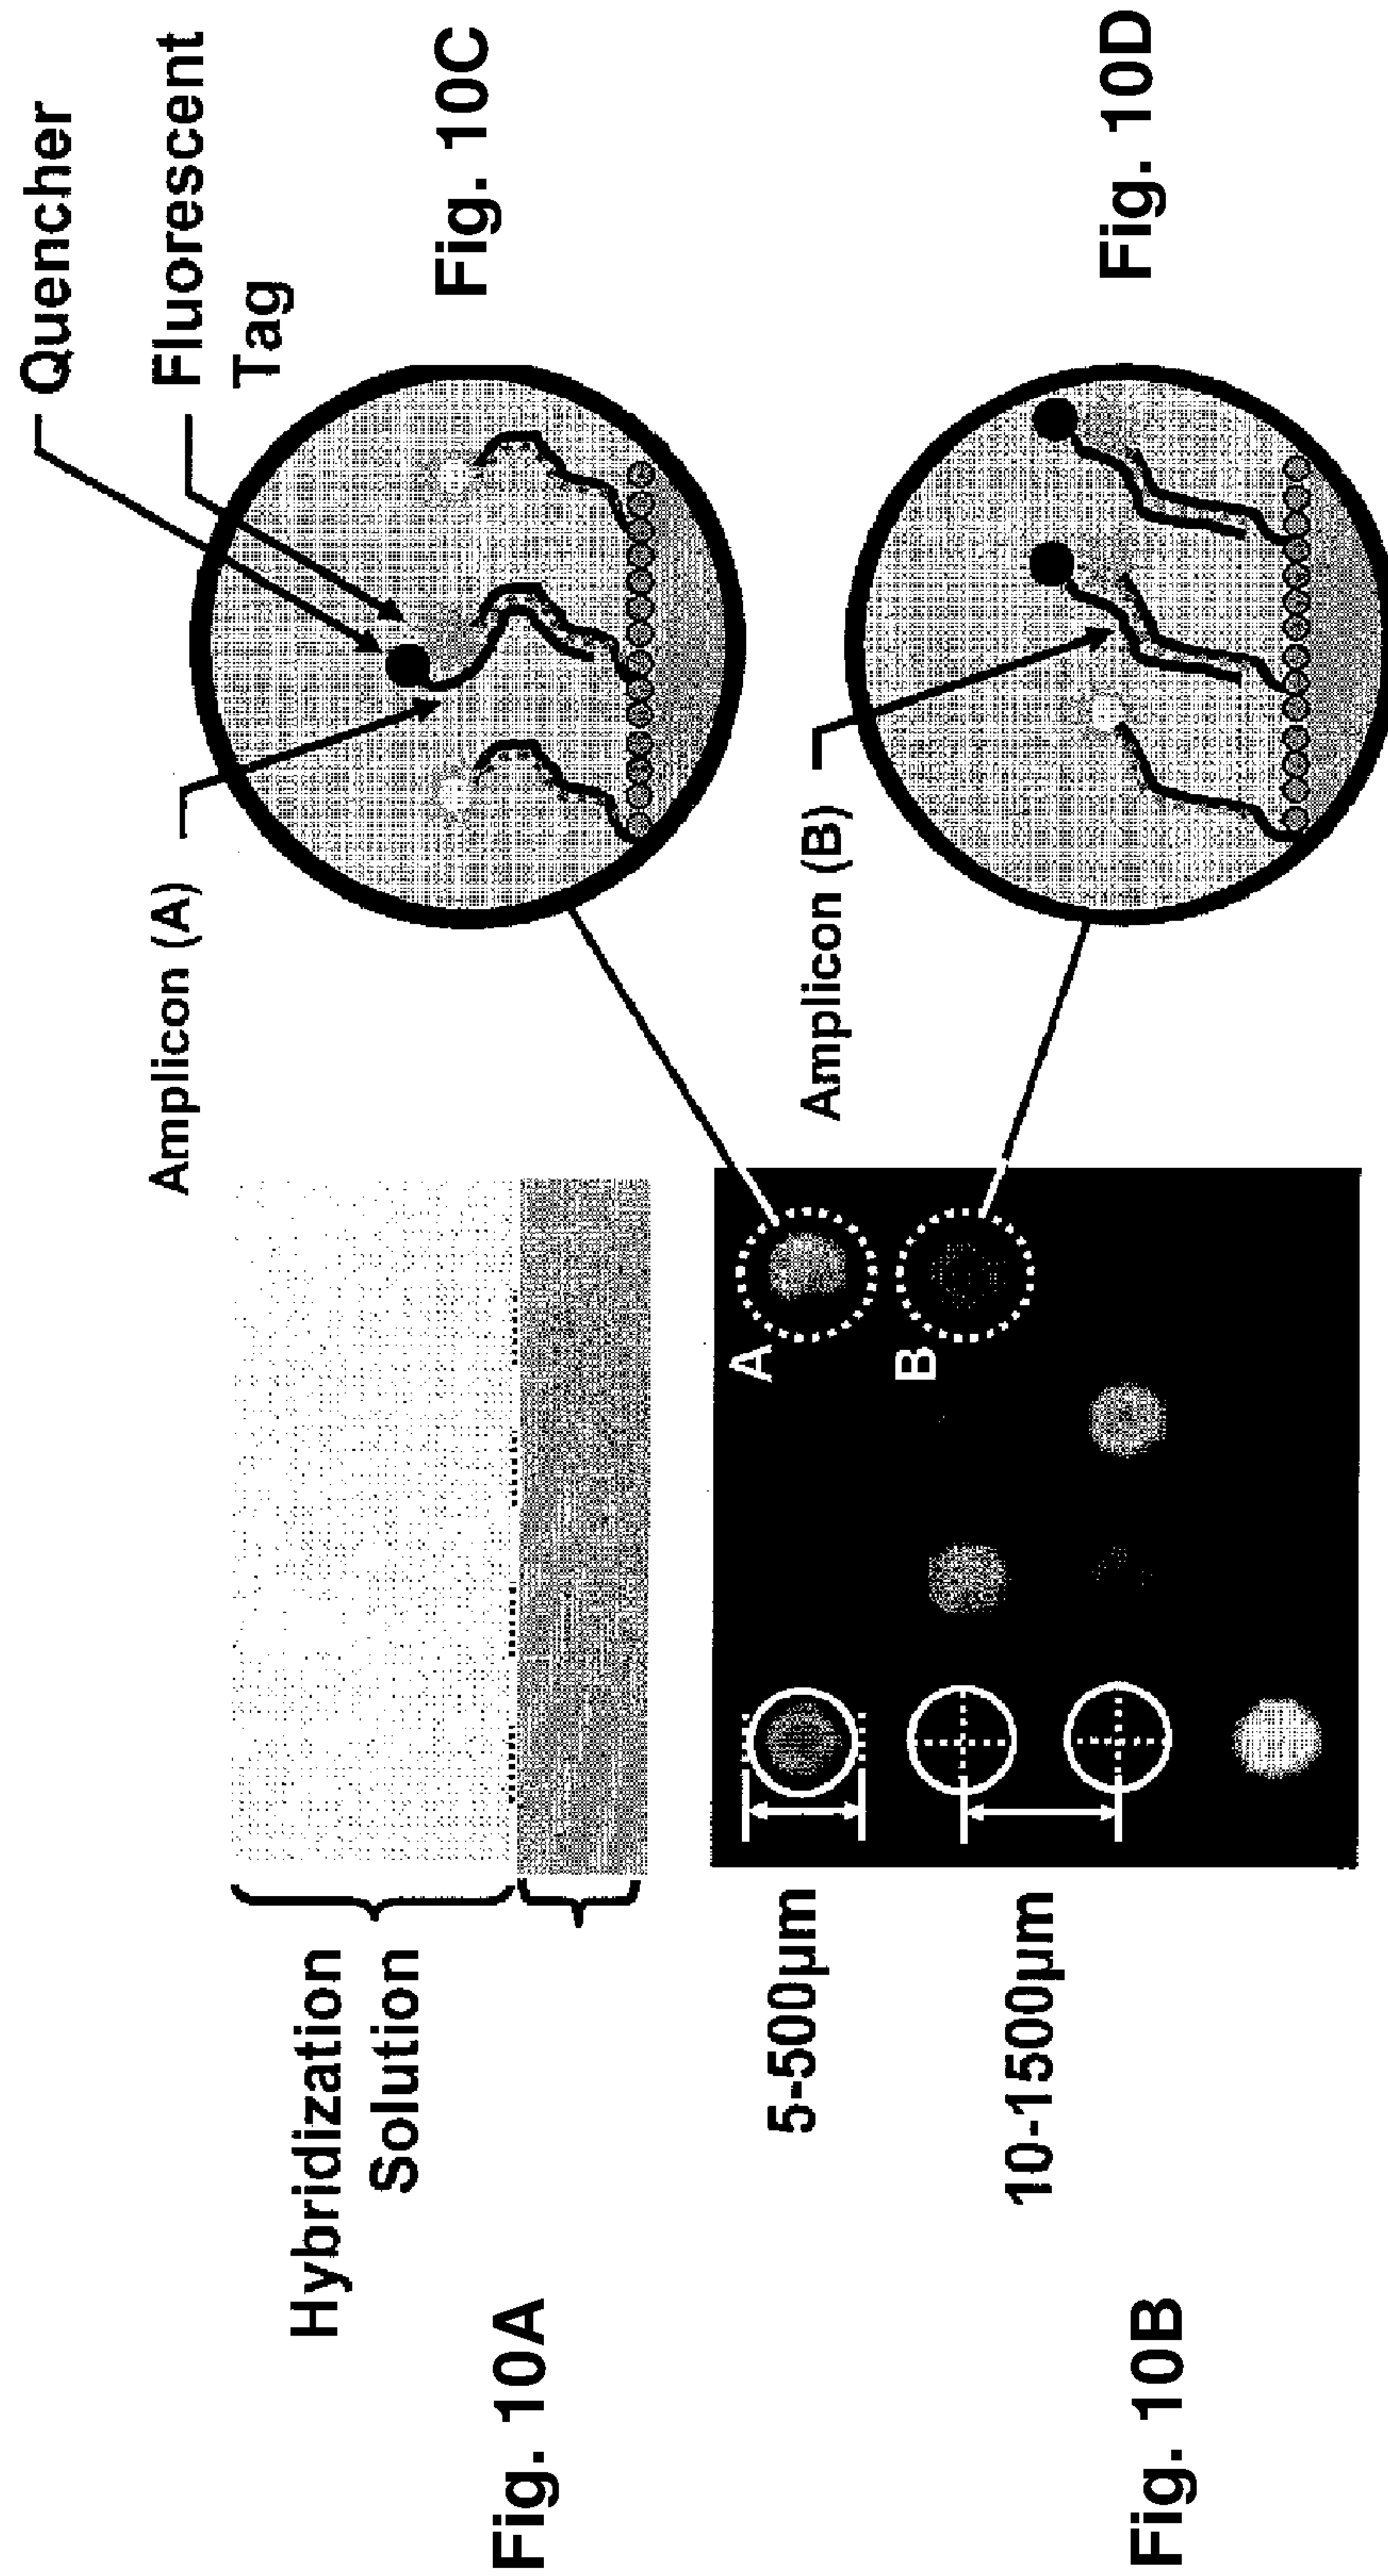 Quencher
Fluorescent
Tag
Amplicon (A)
Fig. 10C
Hybridization
Solution
Fig. 10A
Amplicon (B)
Fig. 10D
A
B
5-500µm
10-1500µm
Fig. 10B